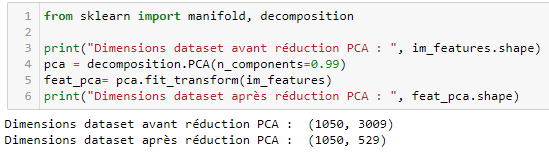 1 from sklearn import manifold, decomposition
2
3 print("Dimensions dataset avant réduction PCA : ", im_features.shape)
4 pca = decomposition.PCA(n_components=0.99)
5 feat_pca= pca.fit_transform(im_features)
6 print("Dimensions dataset après réduction PCA : ", feat_pca.shape)
Dimensions dataset avant réduction PCA :  (1050, 3009)
Dimensions dataset après réduction PCA :  (1050, 529)